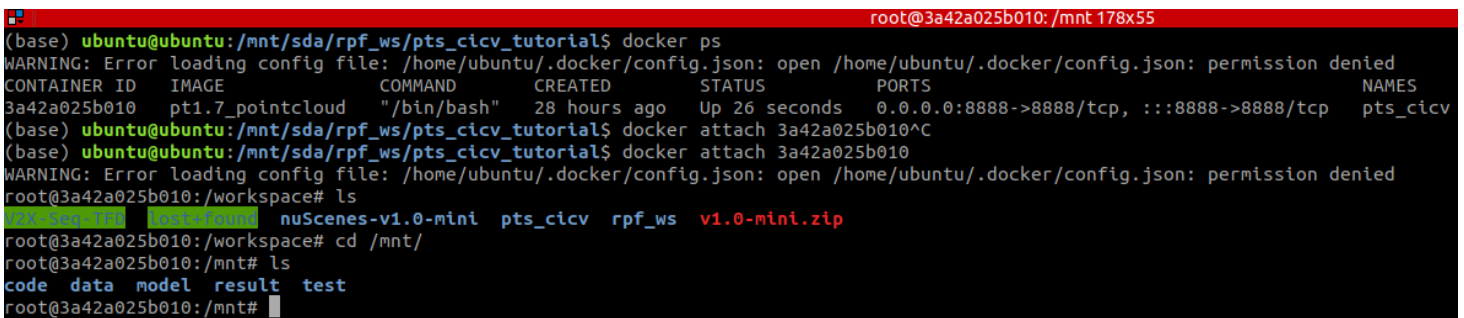 root@3a42a025b010: /mnt 178x55
(base) ubuntu@ubuntu:/mnt/sda/rpf_ws/pts_cicv_tutorial$ docker ps
WARNING: Error loading config file: /home/ubuntu/.docker/config.json: open /home/ubuntu/.docker/config.json: permission denied
CONTAINER ID   IMAGE              COMMAND       CREATED        STATUS          PORTS                                       NAMES
3a42a025b010   pt1.7_pointcloud   "/bin/bash"   28 hours ago   Up 26 seconds   0.0.0.0:8888->8888/tcp, :::8888->8888/tcp   pts_cicv
(base) ubuntu@ubuntu:/mnt/sda/rpf_ws/pts_cicv_tutorial$ docker attach 3a42a025b010^C
(base) ubuntu@ubuntu:/mnt/sda/rpf_ws/pts_cicv_tutorial$ docker attach 3a42a025b010
WARNING: Error loading config file: /home/ubuntu/.docker/config.json: open /home/ubuntu/.docker/config.json: permission denied
root@3a42a025b010:/workspace# ls
V2X-Seq-TFD  lost+found  nuScenes-v1.0-mini  pts_cicv  rpf_ws  v1.0-mini.zip
root@3a42a025b010:/workspace# cd /mnt/
root@3a42a025b010:/mnt# ls
code  data  model  result  test
root@3a42a025b010:/mnt#